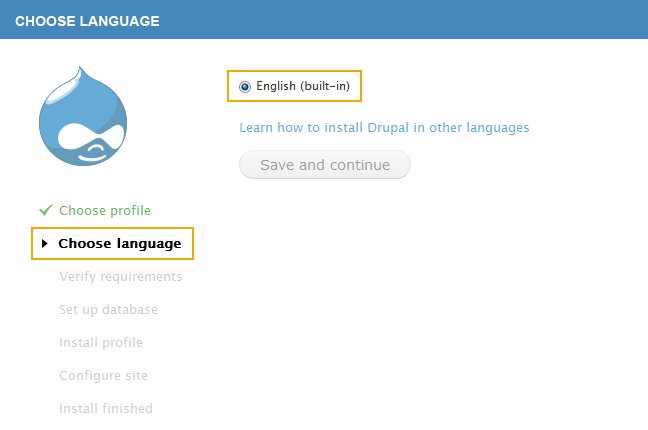 CHOOSE LANGUAGE
English (built-in)
Learn how to install Drupal in other languages
Save and continue
Choose profile
Choose language
Verify requirements
Set up database
Install profile
Configure site
Install finished